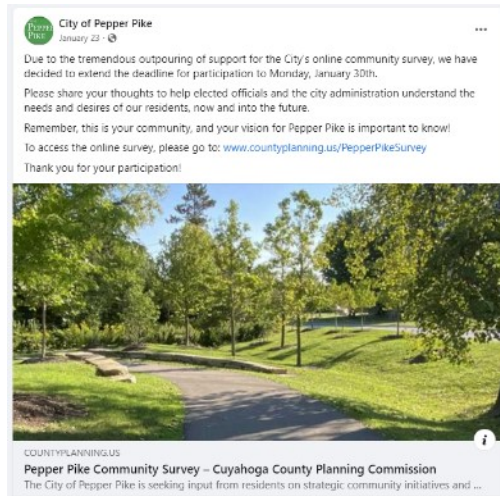 PEPPER
PIKE
City of Pepper Pike
January 23 ·
Due to the tremendous outpouring of support for the City's online community survey, we have
decided to extend the deadline for participation to Monday, January 30th.
Please share your thoughts to help elected officials and the city administration understand the
needs and desires of our residents, now and into the future.
Remember, this is your community, and your vision for Pepper Pike is important to know!
To access the online survey, please go to: www.countyplanning.us/PepperPikeSurvey
Thank you for your participation!
COUNTYPLANNING.US
Pepper Pike Community Survey – Cuyahoga County Planning Commission
The City of Pepper Pike is seeking input from residents on strategic community initiatives and ...